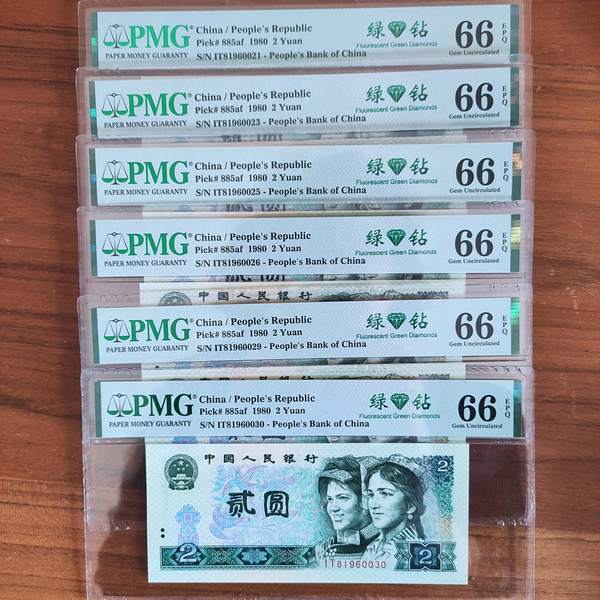 PMG
PAPER MONEY GUARANTY
China / People's Republic
Pick# 885af 1980 2 Yuan
S/N IT81960021 - People's Bank of China
绿 钻
Fluorescent Green Diamonds
66 EPQ
Gem Uncirculated
PMG
PAPER MONEY GUARANTY
China / People's Republic
Pick# 885af 1980 2 Yuan
S/N IT81960023 - People's Bank of China
绿 钻
Fluorescent Green Diamonds
66 EPQ
Gem Uncirculated
PMG
PAPER MONEY GUARANTY
China / People's Republic
Pick# 885af 1980 2 Yuan
S/N IT81960025 - People's Bank of China
绿 钻
Fluorescent Green Diamonds
66 EPQ
Gem Uncirculated
PMG
PAPER MONEY GUARANTY
China / People's Republic
Pick# 885af 1980 2 Yuan
S/N IT81960026 - People's Bank of China
绿 钻
Fluorescent Green Diamonds
66 EPQ
Gem Uncirculated
中国人民银行
PMG
PAPER MONEY GUARANTY
China / People's Republic
Pick# 885af 1980 2 Yuan
S/N IT81960029 - People's Bank of China
绿 钻
Fluorescent Green Diamonds
66 EPQ
Gem Uncirculated
PMG
PAPER MONEY GUARANTY
China / People's Republic
Pick# 885af 1980 2 Yuan
S/N IT81960030 - People's Bank of China
绿 钻
Fluorescent Green Diamonds
66 EPQ
Gem Uncirculated
中国人民银行
2
贰圆
2
2
IT81960030